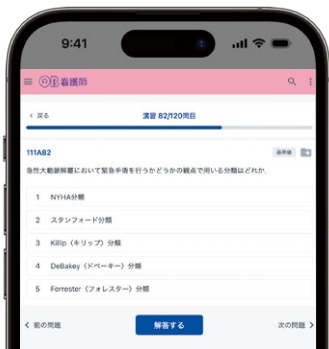 9:41
看護師
戻る
演習 82/120問目
111A82
急性大動脈解離において緊急手術を行うかどうかの観点で用いる分類はどれか.
1 NYHA分類
2 スタンフォード分類
3 Killip（キリップ）分類
4 DeBakey（ドベーキー）分類
5 Forrester（フォレスター）分類
前の問題
解答する
次の問題